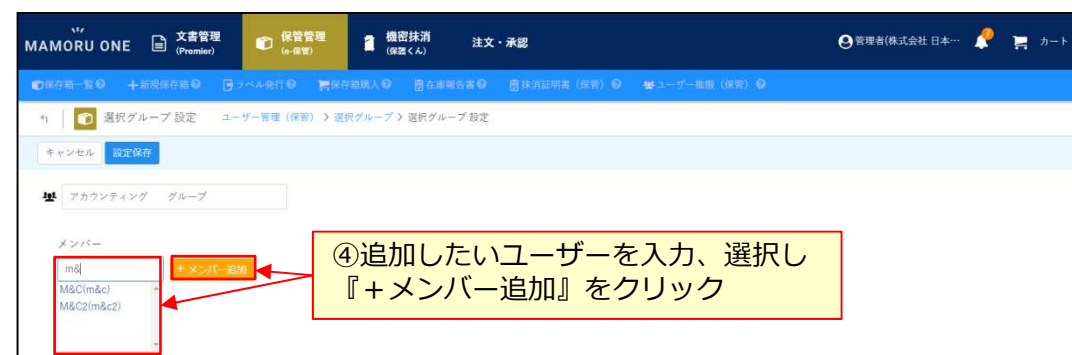 MAMORU ONE
文書管理
(Premier)
保管管理
(e-保管)
機密抹消
(保護くん)
注文・承認
管理者(株式会社 日本…
カート
保存箱一覧
+新規保存箱
ラベル発行
保存箱購入
在庫報告書
抹消証明書（保管）
ユーザー権限（保管）
選択グループ 設定
ユーザー管理（保管） > 選択グループ > 選択グループ 設定
キャンセル
設定保存
アカウンティング グループ
メンバー
m&
+ メンバー追加
M&C(m&c)
M&C2(m&c2)
④追加したいユーザーを入力、選択し
『＋メンバー追加』をクリック